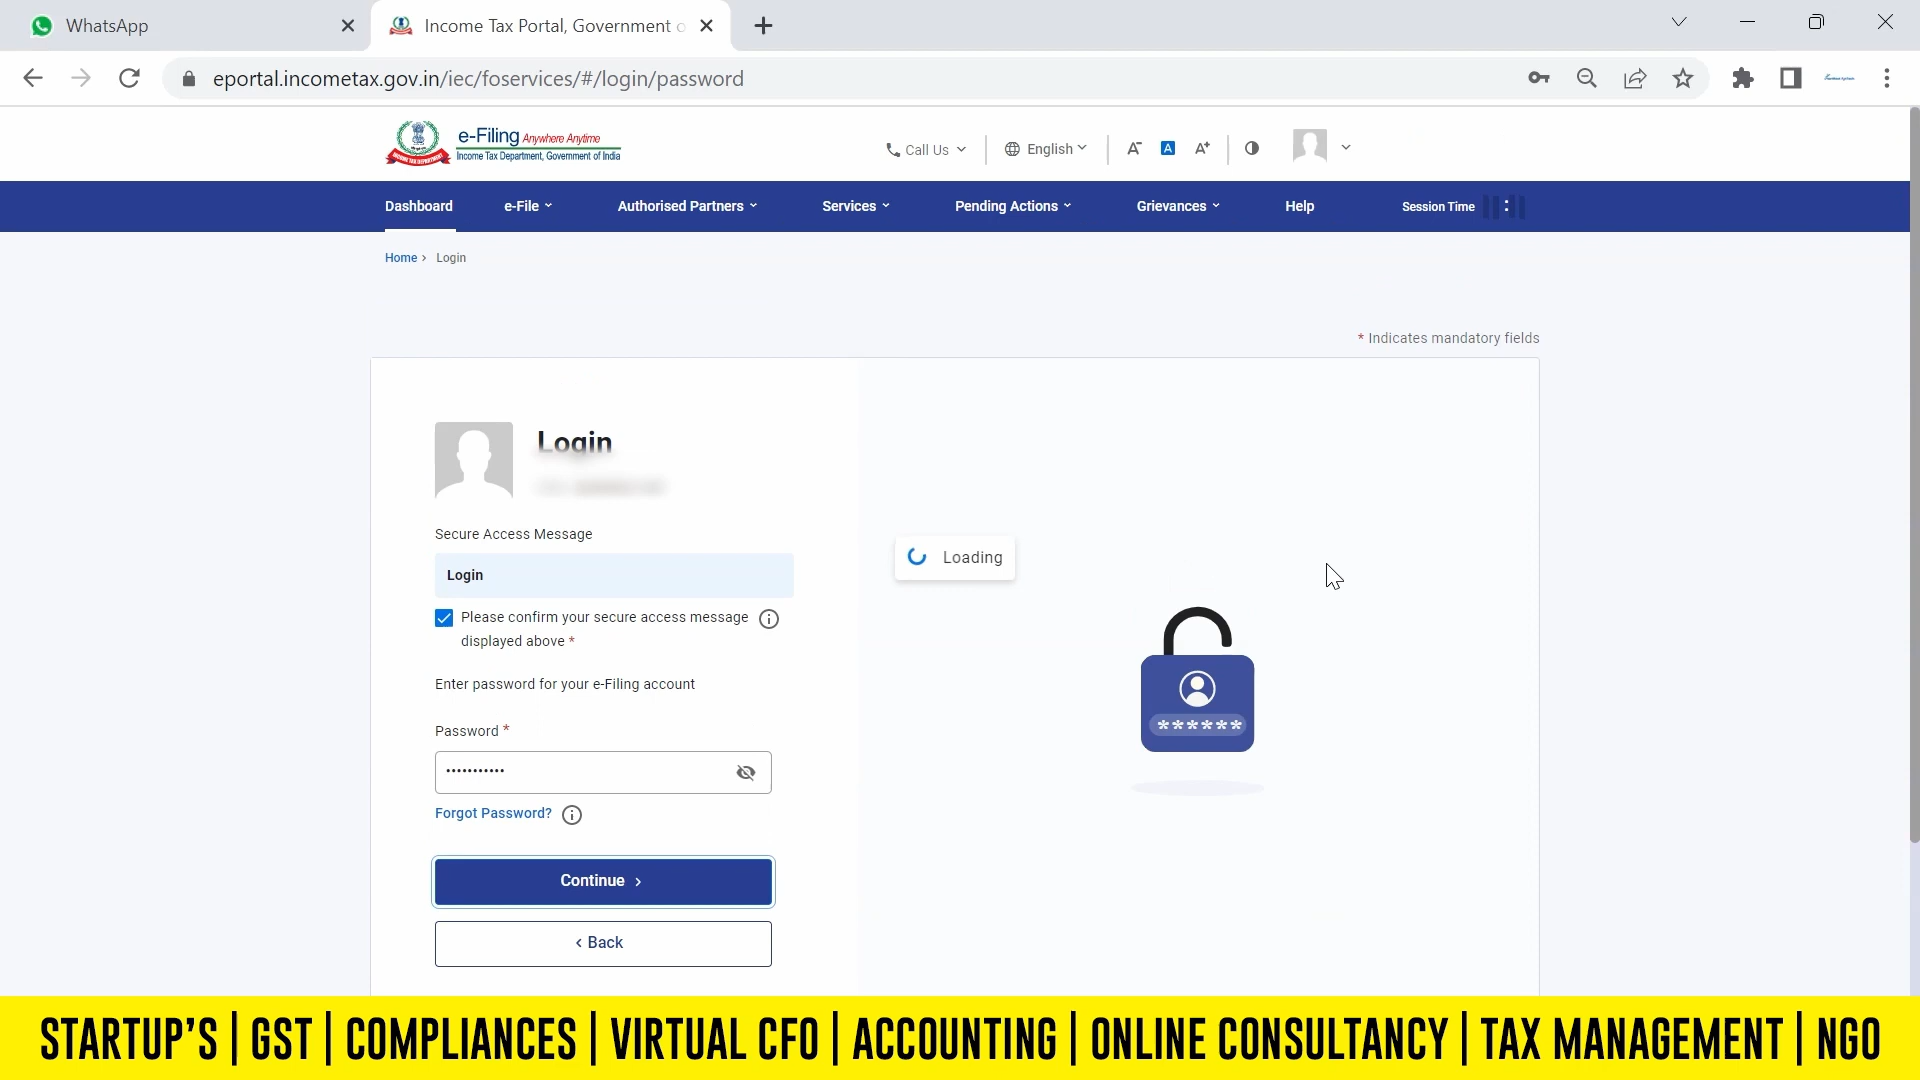 WhatsApp
Income Tax Portal, Government o
eportal.incometax.gov.in/iec/foservices/#/login/password
e-Filing Anywhere Anytime
Income Tax Department, Government of India
Call Us
English
A-
A
A+
Dashboard
e-File
Authorised Partners
Services
Pending Actions
Grievances
Help
Session Time
:
Home > Login
* Indicates mandatory fields
Login
Secure Access Message
Login
Please confirm your secure access message
displayed above *
Loading
Enter password for your e-Filing account
******
Password *
•••••••••••
Forgot Password?
Continue >
< Back
STARTUP'S | GST | COMPLIANCES | VIRTUAL CFO | ACCOUNTING | ONLINE CONSULTANCY | TAX MANAGEMENT | NGO